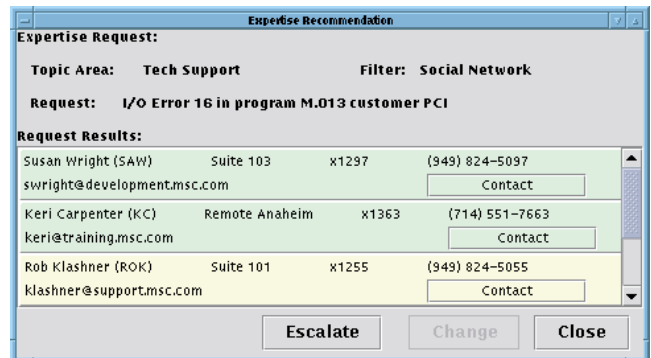 Expertise Recommendation
Expertise Request:
Topic Area: Tech Support Filter: Social Network
Request: I/O Error 16 in program M.013 customer PCI
Request Results:
Susan Wright (SAW) Suite 103 x1297 (949) 824-5097
swright@development.msc.com Contact
Keri Carpenter (KC) Remote Anaheim x1363 (714) 551-7663
keri@training.msc.com Contact
Rob Klashner (ROK) Suite 101 x1255 (949) 824-5055
klashner@support.msc.com Contact
Escalate Change Close